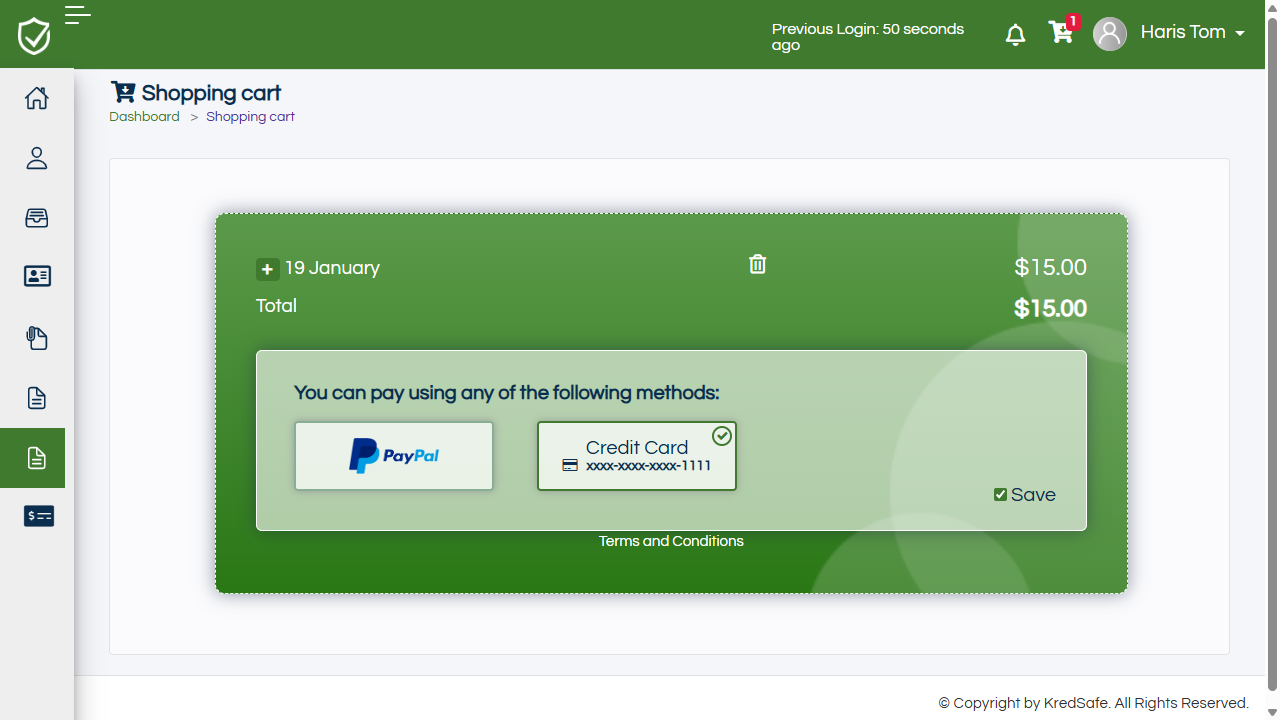 Previous Login: 50 seconds
ago
1
Haris Tom
Shopping cart
Dashboard > Shopping cart
19 January
$15.00
Total
$15.00
You can pay using any of the following methods:
PayPal
Credit Card
xxxx-xxxx-xxxx-1111
Save
Terms and Conditions
© Copyright by KredSafe. All Rights Reserved.